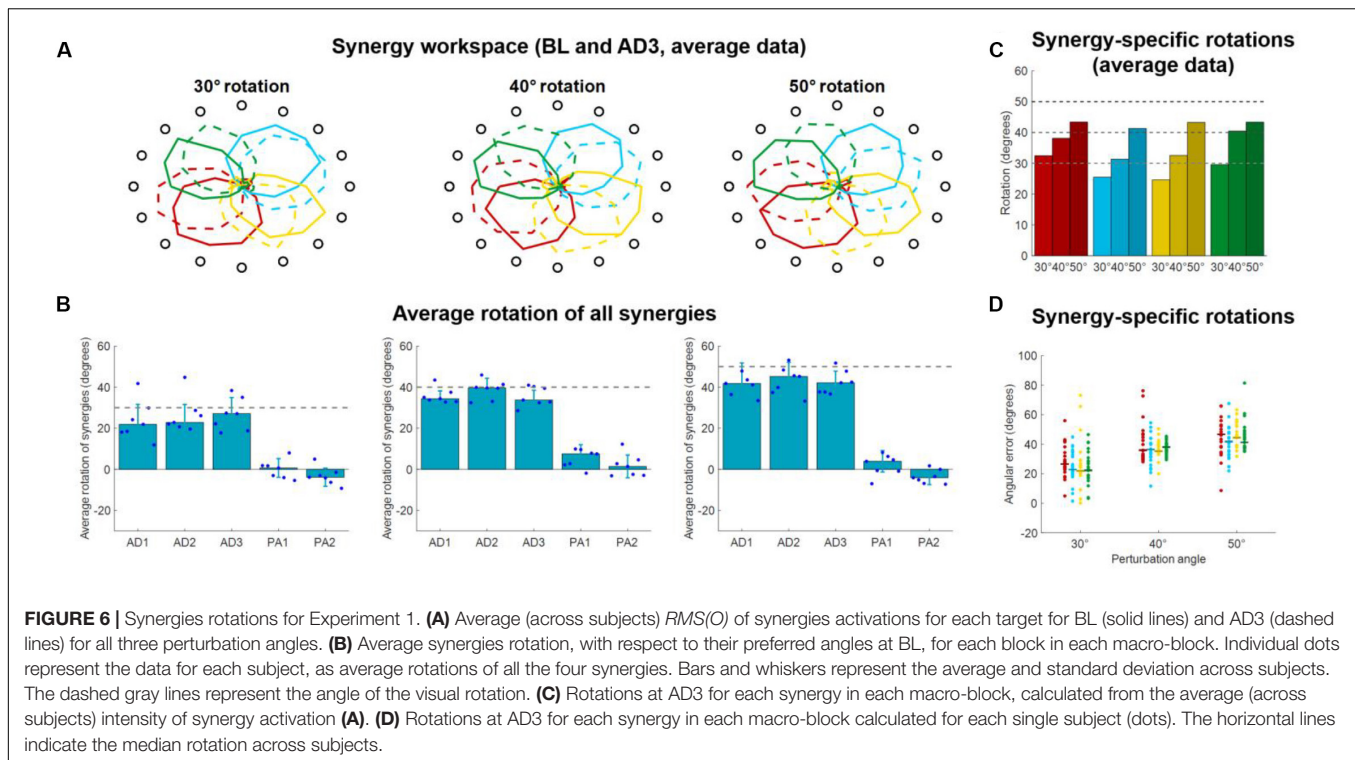 A
Synergy workspace (BL and AD3, average data)
30° rotation
40° rotation
50° rotation
C
Synergy-specific rotations
(average data)
Rotation (degrees)
60
50
40
30
20
10
0
30°40°50° 30°40°50° 30°40°50° 30°40°50°
B
Average rotation of all synergies
Average rotation of synergies (degrees)
60
40
20
0
-20
AD1 AD2 AD3 PA1 PA2
Average rotation of synergies (degrees)
60
40
20
0
-20
AD1 AD2 AD3 PA1 PA2
Average rotation of synergies (degrees)
60
40
20
0
-20
AD1 AD2 AD3 PA1 PA2
D
Synergy-specific rotations
Angular error (degrees)
100
80
60
40
20
0
-20
30° 40° 50°
Perturbation angle
FIGURE 6 | Synergies rotations for Experiment 1. (A) Average (across subjects) RMS(O) of synergies activations for each target for BL (solid lines) and AD3 (dashed
lines) for all three perturbation angles. (B) Average synergies rotation, with respect to their preferred angles at BL, for each block in each macro-block. Individual dots
represent the data for each subject, as average rotations of all the four synergies. Bars and whiskers represent the average and standard deviation across subjects.
The dashed gray lines represent the angle of the visual rotation. (C) Rotations at AD3 for each synergy in each macro-block, calculated from the average (across
subjects) intensity of synergy activation (A). (D) Rotations at AD3 for each synergy in each macro-block calculated for each single subject (dots). The horizontal lines
indicate the median rotation across subjects.